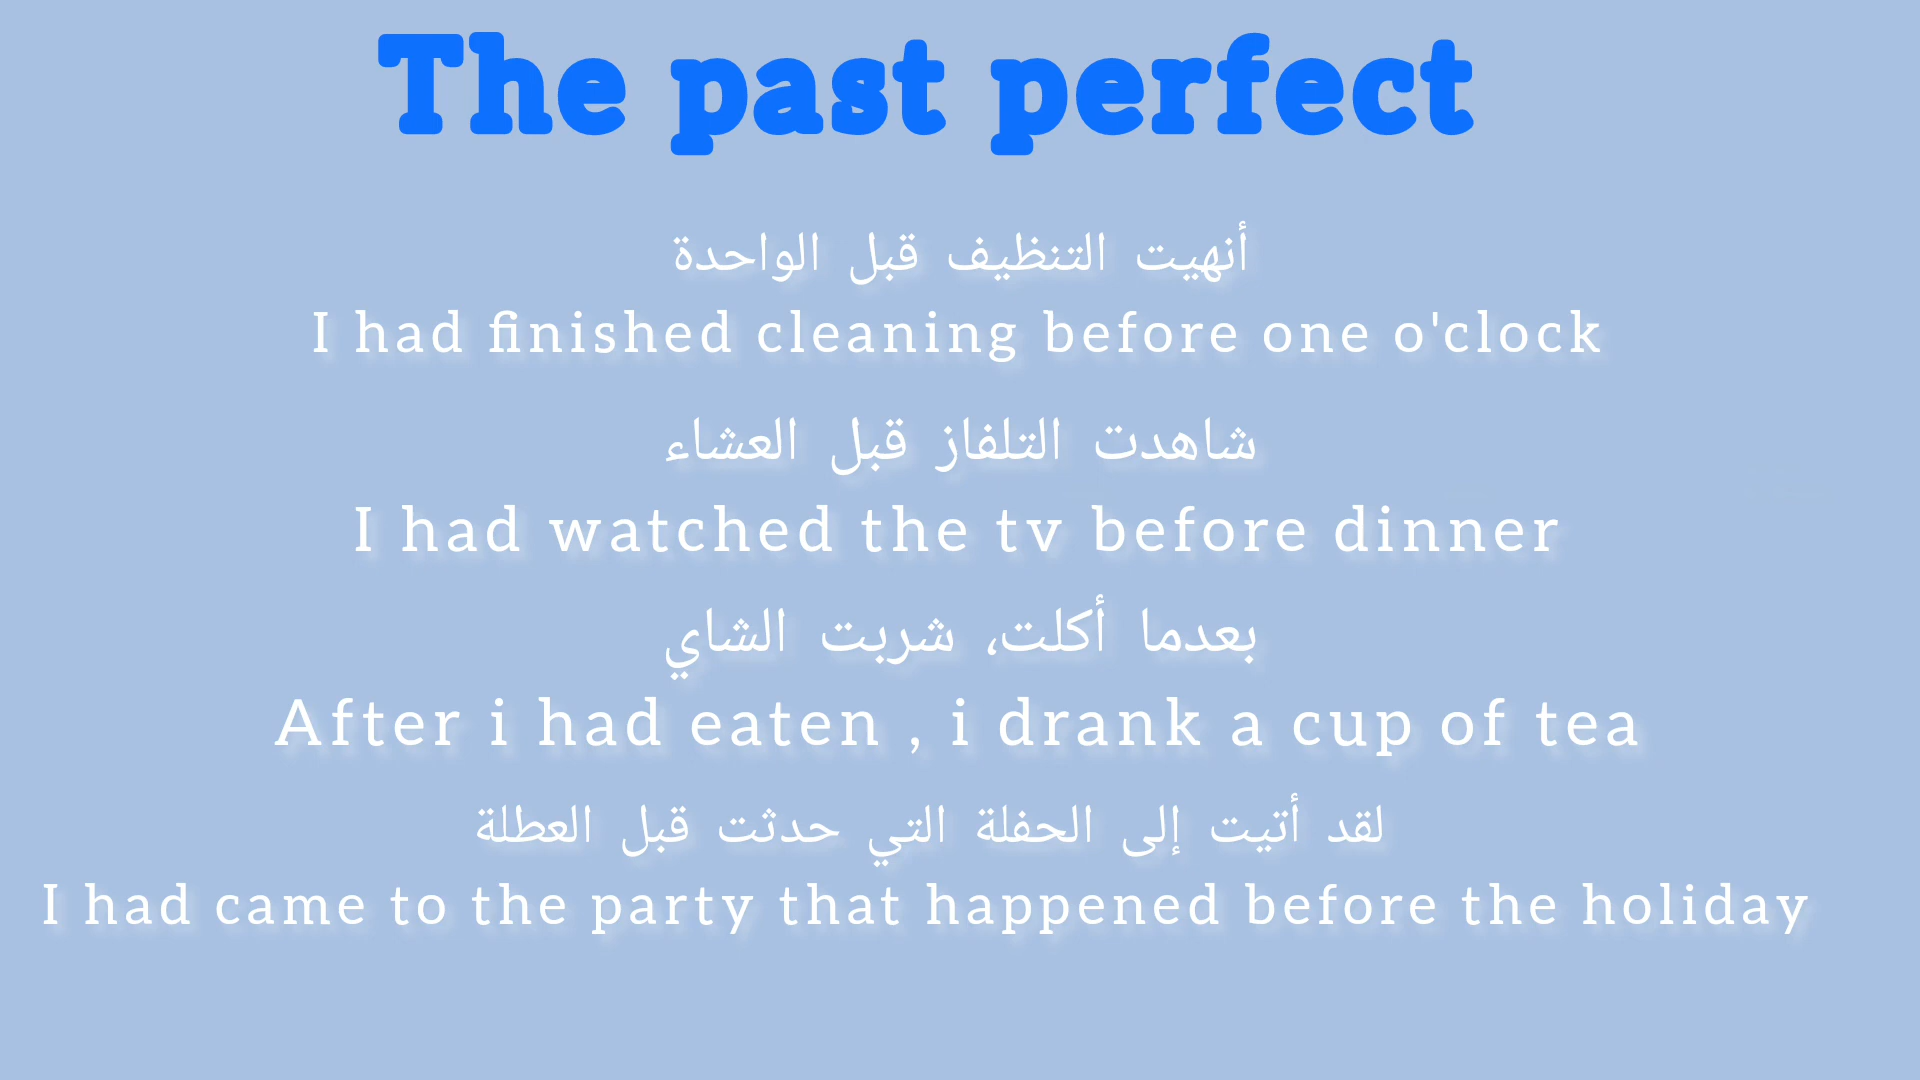 The past perfect
أنهيت التنظيف قبل الواحدة
I had finished cleaning before one o'clock
شاهدت التلفاز قبل العشاء
I had watched the tv before dinner
بعدما أكلت، شربت الشاي
After i had eaten , i drank a cup of tea
لقد أتيت إلى الحفلة التي حدثت قبل العطلة
I had came to the party that happened before the holiday